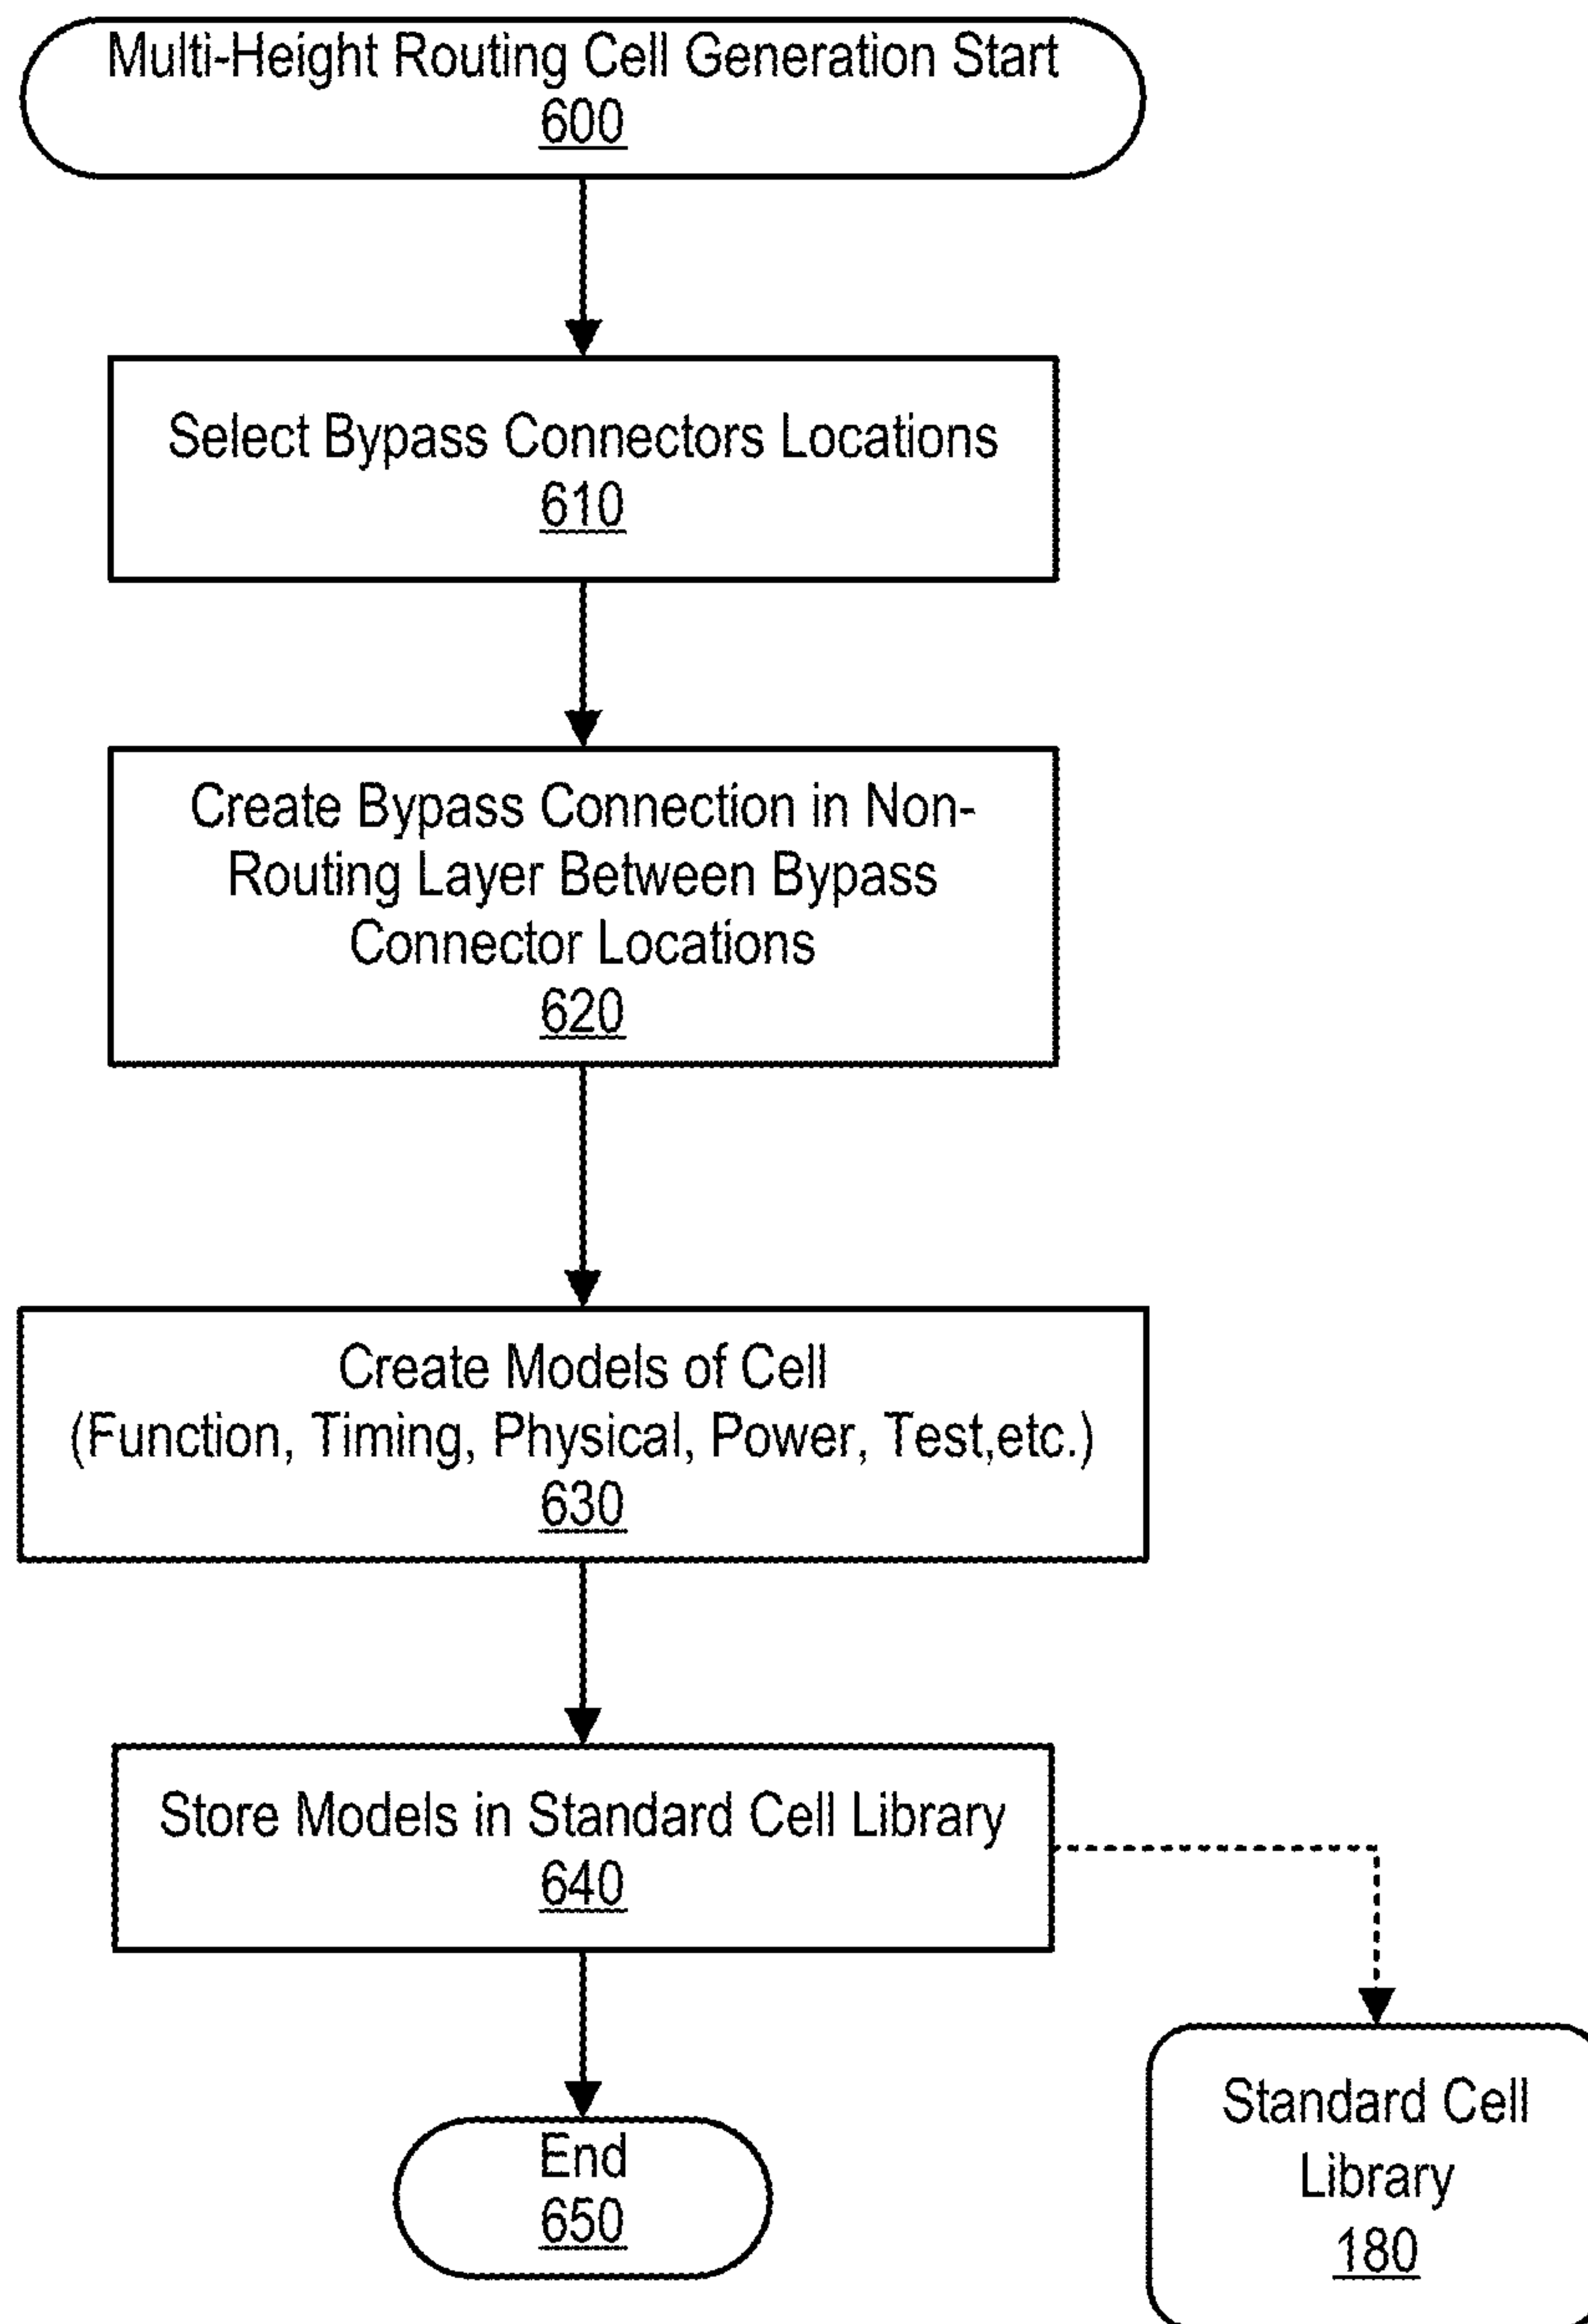 Multi-Height Routing Cell Generation Start
600
Select Bypass Connectors Locations
610
Create Bypass Connection in Non-
Routing Layer Between Bypass
Connector Locations
620
Create Models of Cell
(Function, Timing, Physical, Power, Test,etc.)
630
Store Models in Standard Cell Library
640
End
650
Standard Cell
Library
180